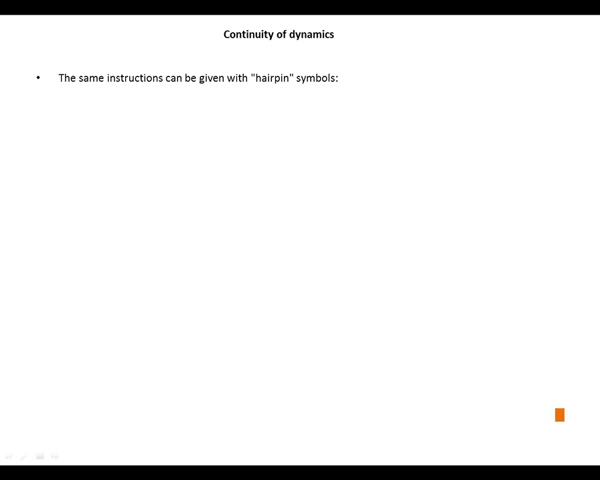 Continuity of dynamics
• The same instructions can be given with "hairpin" symbols: